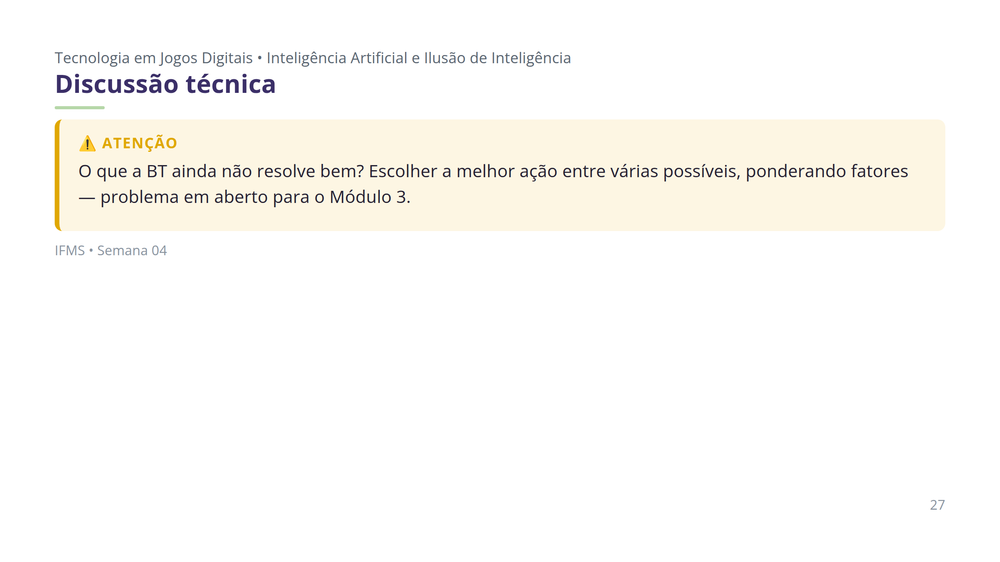 Tecnologia em Jogos Digitais • Inteligência Artificial e Ilusão de Inteligência
Discussão técnica
⚠️ ATENÇÃO
O que a BT ainda não resolve bem? Escolher a melhor ação entre várias possíveis, ponderando fatores
— problema em aberto para o Módulo 3.
IFMS • Semana 04
27